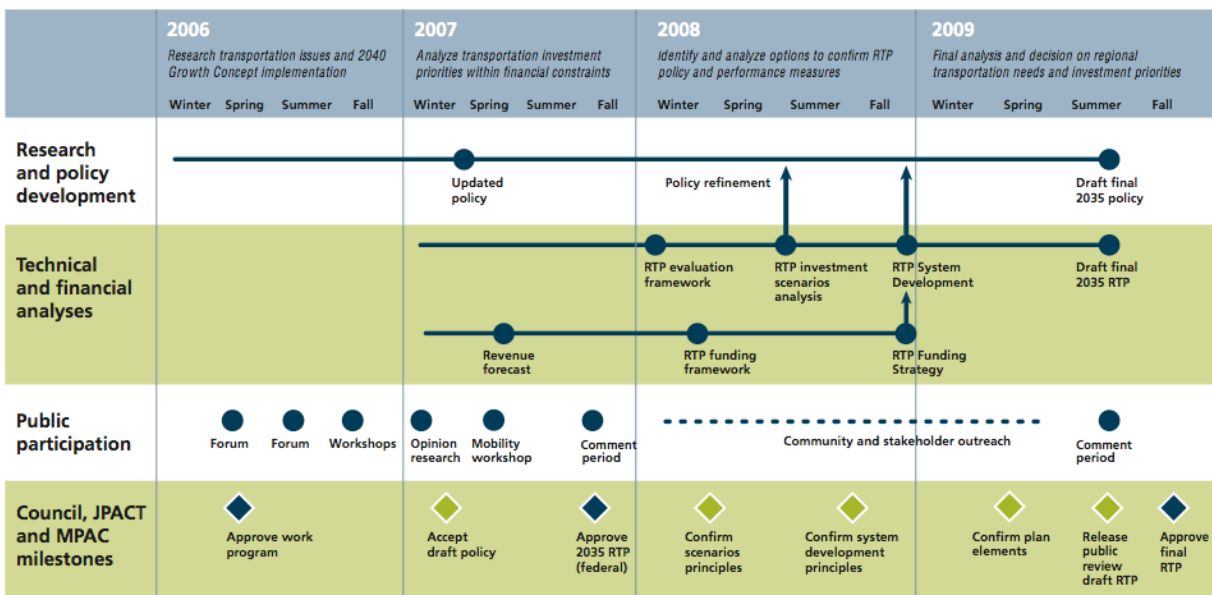 2006
Research transportation issues and 2040
Growth Concept implementation
Winter Spring Summer Fall
2007
Analyze transportation investment
priorities within financial constraints
Winter Spring Summer Fall
2008
Identify and analyze options to confirm RTP
policy and performance measures
Winter Spring Summer Fall
2009
Final analysis and decision on regional
transportation needs and investment priorities
Winter Spring Summer Fall
Research
and policy
development
Updated
policy
Policy refinement
Draft final
2035 policy
Technical
and financial
analyses
RTP evaluation
framework
RTP investment
scenarios
analysis
RTP System
Development
Draft final
2035 RTP
Revenue
forecast
RTP funding
framework
RTP Funding
Strategy
Public
participation
Forum
Forum
Workshops
Opinion
research
Mobility
workshop
Comment
period
Community and stakeholder outreach
Comment
period
Council, JPACT
and MPAC
milestones
Approve work
program
Accept
draft policy
Approve
2035 RTP
(federal)
Confirm
scenarios
principles
Confirm system
development
principles
Confirm plan
elements
Release
public
review
draft RTP
Approve
final
RTP